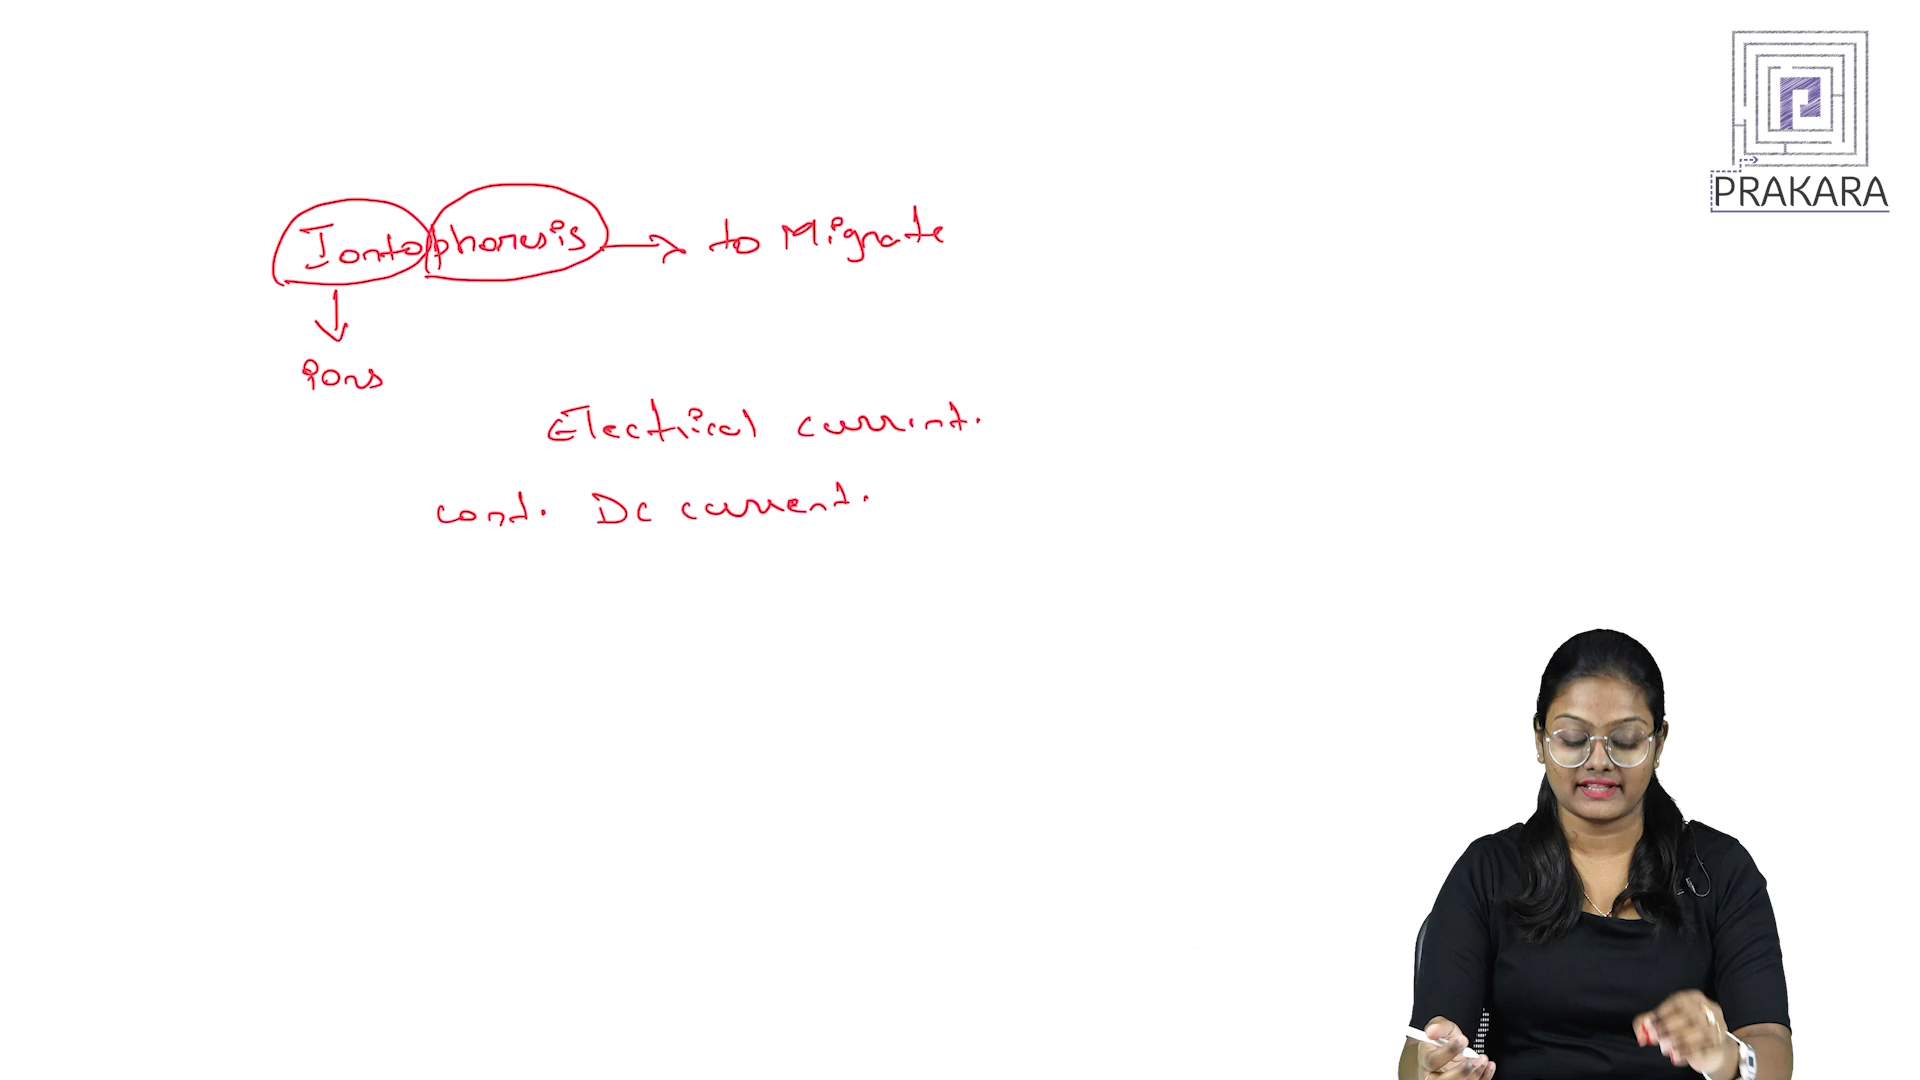 PRAKARA
Iontophoresis → to Migrate
ions
Electrical current.
cont. DC current.